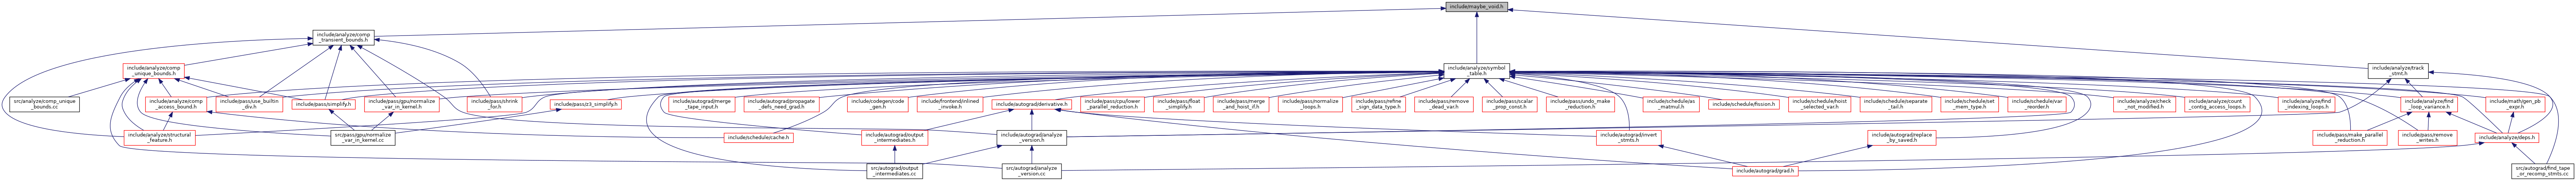 include/maybe_void.h
include/analyze/comp
_transient_bounds.h
include/analyze/comp
_unique_bounds.h
include/analyze/symbol
_table.h
include/analyze/track
_stmt.h
src/analyze/comp_unique
_bounds.cc
include/analyze/comp
_access_bound.h
include/pass/use_builtin
_div.h
include/pass/simplify.h
include/pass/gpu/normalize
_var_in_kernel.h
include/pass/shrink
_for.h
include/pass/z3_simplify.h
include/autograd/merge
_tape_input.h
include/autograd/propagate
_defs_need_grad.h
include/codegen/code
_gen.h
include/frontend/inlined
_invoke.h
include/autograd/derivative.h
include/pass/cpu/lower
_parallel_reduction.h
include/pass/float
_simplify.h
include/pass/merge
_and_hoist_if.h
include/pass/normalize
_loops.h
include/pass/refine
_sign_data_type.h
include/pass/remove
_dead_var.h
include/pass/scalar
_prop_const.h
include/pass/undo_make
_reduction.h
include/schedule/as
_matmul.h
include/schedule/fission.h
include/schedule/hoist
_selected_var.h
include/schedule/separate
_tail.h
include/schedule/set
_mem_type.h
include/schedule/var
_reorder.h
include/analyze/check
_not_modified.h
include/analyze/count
_contig_access_loops.h
include/analyze/find
_indexing_loops.h
include/analyze/find
_loop_variance.h
include/math/gen_pb
_expr.h
include/analyze/structural
_feature.h
src/pass/gpu/normalize
_var_in_kernel.cc
include/schedule/cache.h
include/autograd/output
_intermediates.h
include/autograd/analyze
_version.h
include/autograd/invert
_stmts.h
include/autograd/replace
_by_saved.h
include/pass/make_parallel
_reduction.h
include/pass/remove
_writes.h
include/analyze/deps.h
src/autograd/output
_intermediates.cc
src/autograd/analyze
_version.cc
include/autograd/grad.h
src/autograd/find_tape
_or_recomp_stmts.cc